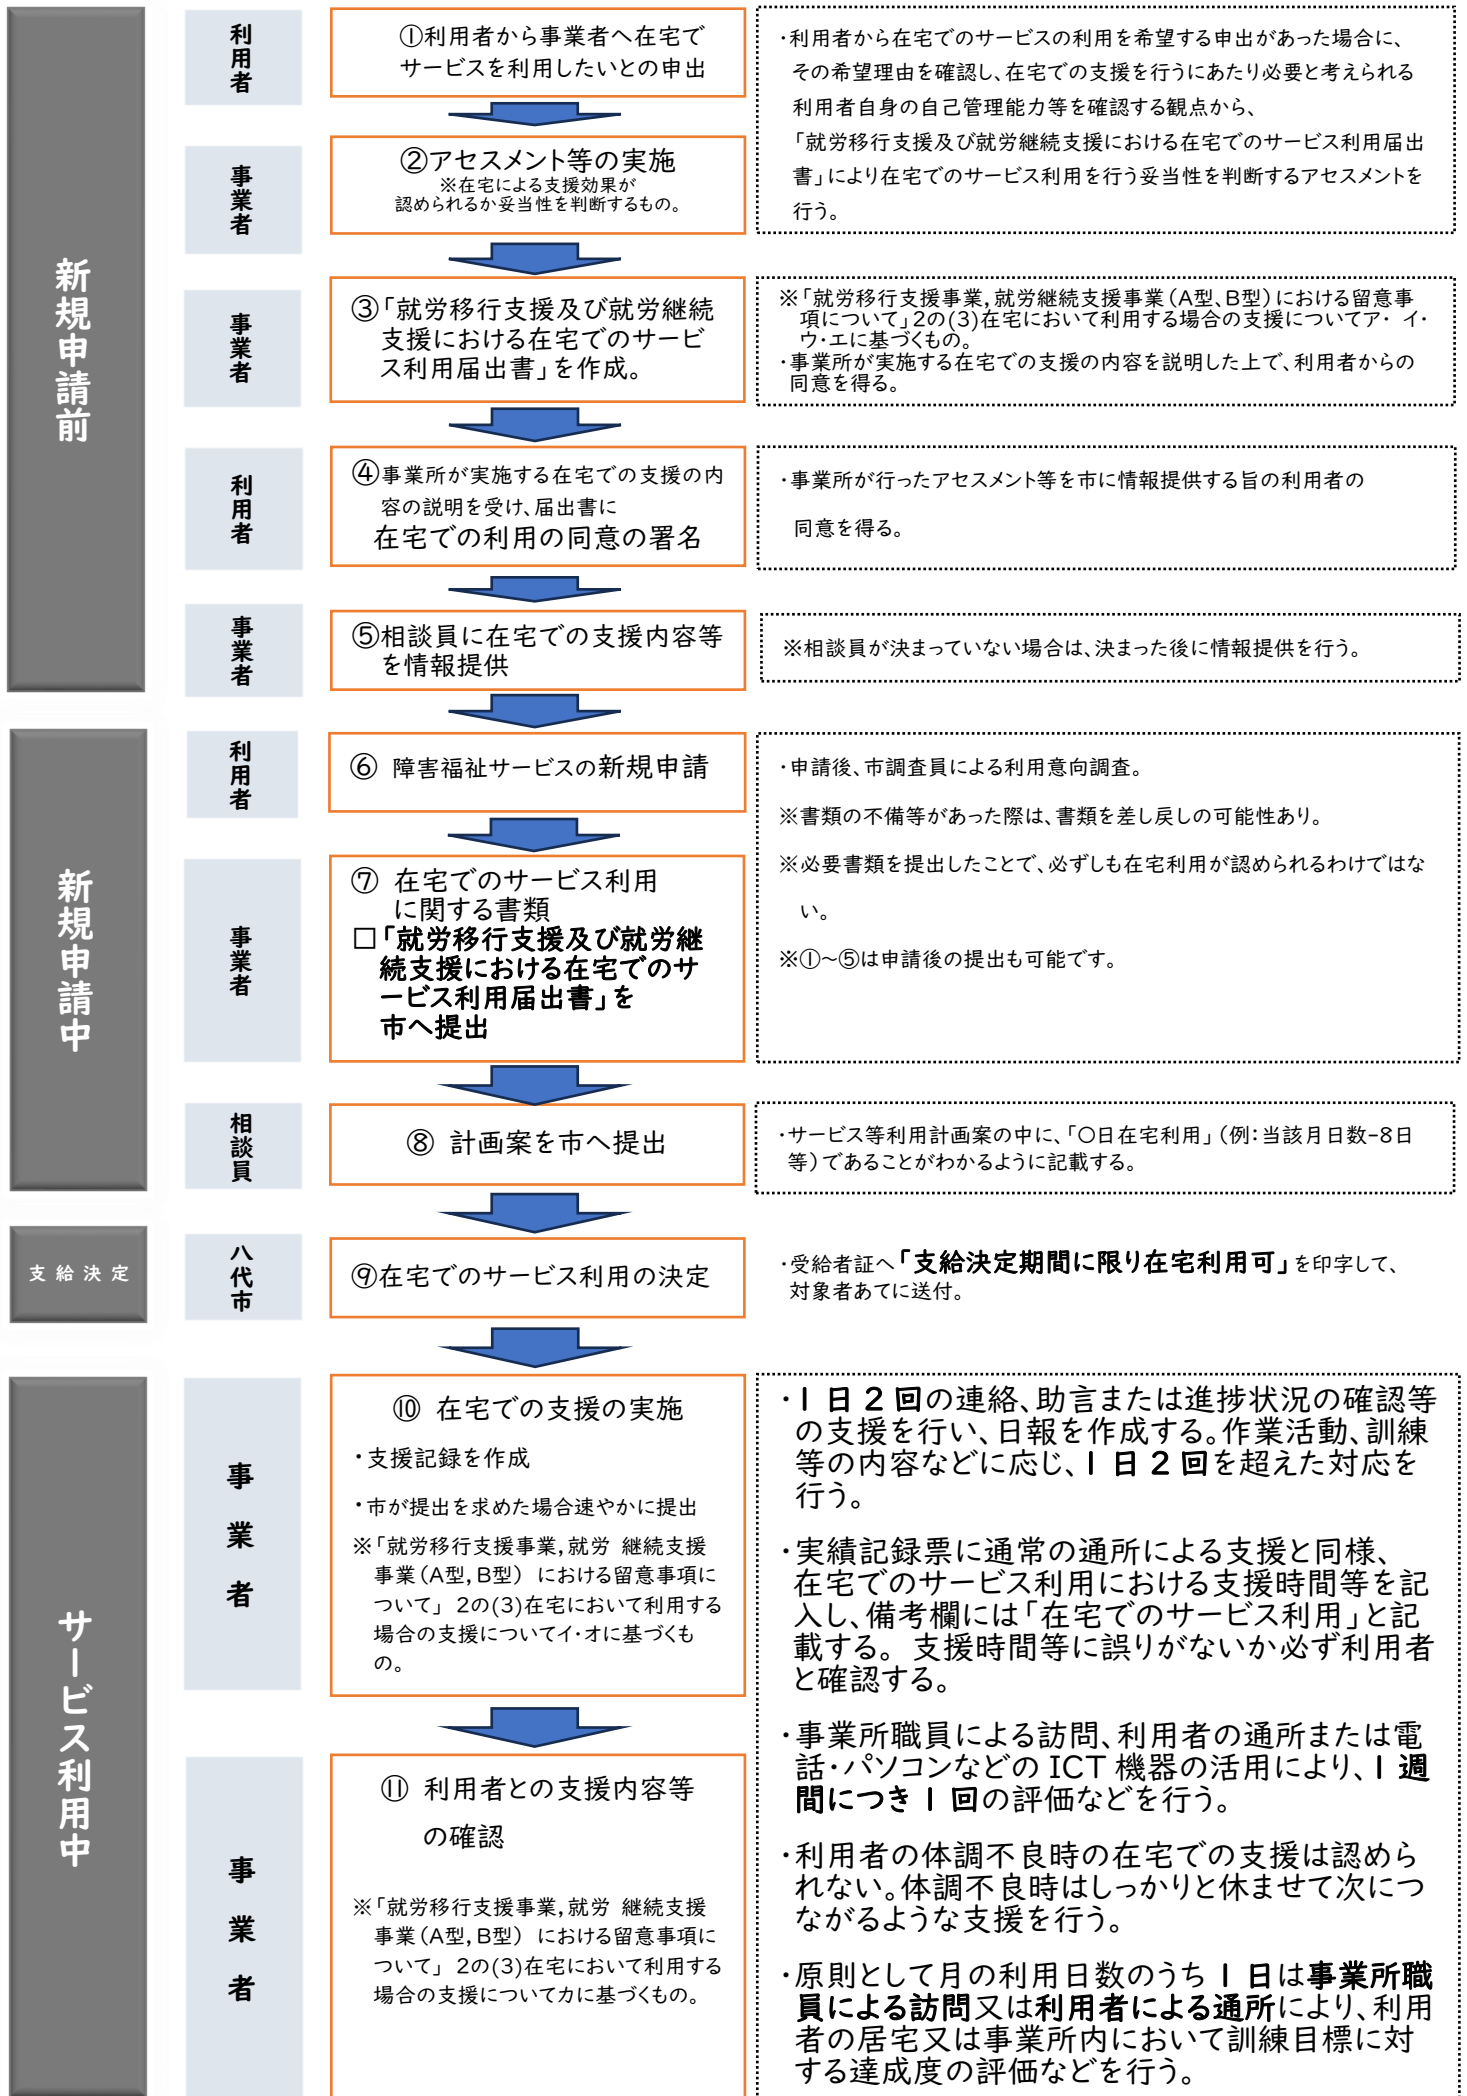 新規申請前
利用者
①利用者から事業者へ在宅で
サービスを利用したいとの申出
・利用者から在宅でのサービスの利用を希望する申出があった場合に、
その希望理由を確認し、在宅での支援を行うにあたり必要と考えられる
利用者自身の自己管理能力等を確認する観点から、
「就労移行支援及び就労継続支援における在宅でのサービス利用届出
書」により在宅でのサービス利用を行う妥当性を判断するアセスメントを
行う。
事業者
②アセスメント等の実施
※在宅による支援効果が
認められるか妥当性を判断するもの。
事業者
③「就労移行支援及び就労継続
支援における在宅でのサービ
ス利用届出書」を作成。
※「就労移行支援事業,就労継続支援事業(A型、B型)における留意事
項について」2の(3)在宅において利用する場合の支援についてア・イ・
ウ・エに基づくもの。
・事業所が実施する在宅での支援の内容を説明した上で、利用者からの
同意を得る。
利用者
④事業所が実施する在宅での支援の内
容の説明を受け、届出書に
在宅での利用の同意の署名
・事業所が行ったアセスメント等を市に情報提供する旨の利用者の
同意を得る。
事業者
⑤相談員に在宅での支援内容等
を情報提供
※相談員が決まっていない場合は、決まった後に情報提供を行う。
新規申請中
利用者
⑥ 障害福祉サービスの新規申請
・申請後、市調査員による利用意向調査。
※書類の不備等があった際は、書類を差し戻しの可能性あり。
※必要書類を提出したことで、必ずしも在宅利用が認められるわけではな
い。
※①~⑤は申請後の提出も可能です。
事業者
⑦ 在宅でのサービス利用
に関する書類
□「就労移行支援及び就労継
続支援における在宅でのサ
ービス利用届出書」を
市へ提出
相談員
⑧ 計画案を市へ提出
・サービス等利用計画案の中に、「○日在宅利用」(例:当該月日数-8日
等)であることがわかるように記載する。
支給決定
八代市
⑨在宅でのサービス利用の決定
・受給者証へ「支給決定期間に限り在宅利用可」を印字して、
対象者あてに送付。
サービス利用中
事業者
⑩ 在宅での支援の実施
・支援記録を作成
・市が提出を求めた場合速やかに提出
※「就労移行支援事業,就労 継続支援
事業(A型,B型) における留意事項に
ついて」 2の(3)在宅において利用する
場合の支援についてイ・オに基づくも
の。
・1日2回の連絡、助言または進捗状況の確認等
の支援を行い、日報を作成する。作業活動、訓練
等の内容などに応じ、1日2回を超えた対応を
行う。
・実績記録票に通常の通所による支援と同様、
在宅でのサービス利用における支援時間等を記
入し、備考欄には「在宅でのサービス利用」と記
載する。支援時間等に誤りがないか必ず利用者
と確認する。
・事業所職員による訪問、利用者の通所または電
話・パソコンなどの ICT 機器の活用により、1週
間につき1回の評価などを行う。
・利用者の体調不良時の在宅での支援は認めら
れない。体調不良時はしっかりと休ませて次につ
ながるような支援を行う。
・原則として月の利用日数のうち1日は事業所職
員による訪問又は利用者による通所により、利用
者の居宅又は事業所内において訓練目標に対
する達成度の評価などを行う。
事業者
⑪ 利用者との支援内容等
の確認
※「就労移行支援事業,就労 継続支援
事業(A型,B型) における留意事項に
ついて」 2の(3)在宅において利用する
場合の支援についてカに基づくもの。